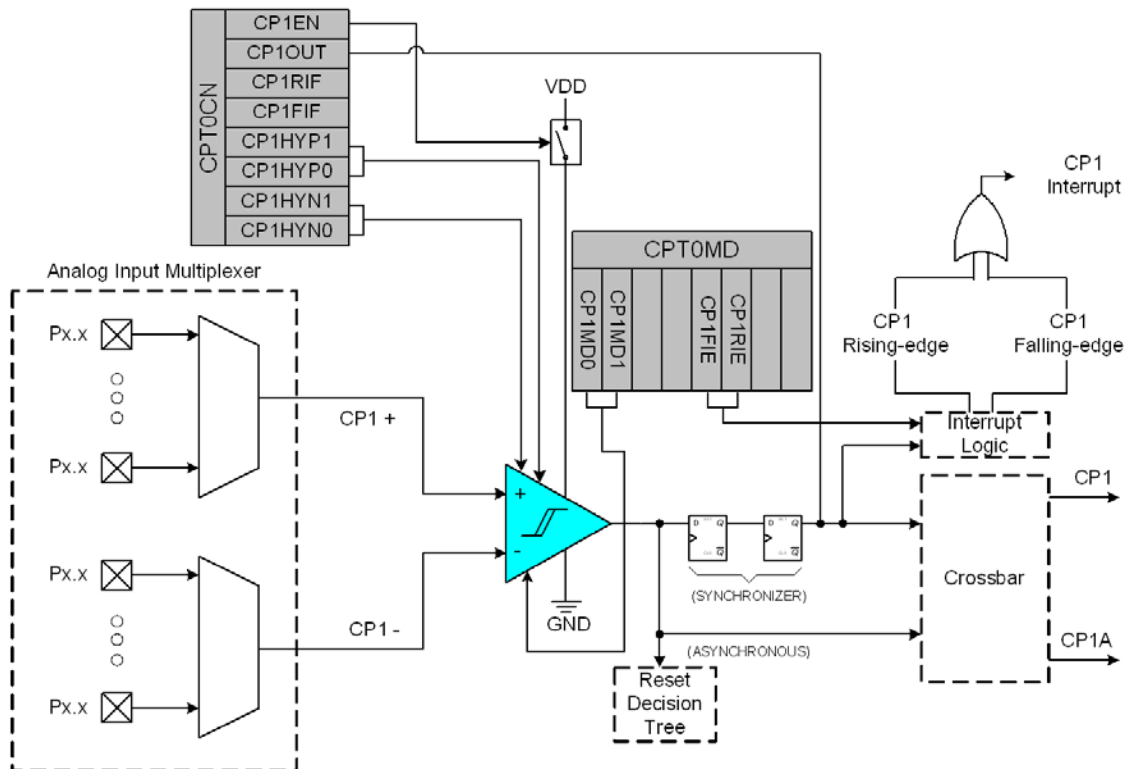 CPT0CN
CP1EN
CP1OUT
CP1RIF
CP1FIF
CP1HYP1
CP1HYP0
CP1HYN1
CP1HYN0
VDD
CP1
Interrupt
CPT0MD
CP1MD0
CP1MD1
CP1FIE
CP1RIE
CP1
Rising-edge
CP1
Falling-edge
Interrupt
Logic
Analog Input Multiplexer
Px.x
Px.x
Px.x
Px.x
CP1 +
CP1 -
+
-
GND
D
Q
Q
D
Q
Q
(SYNCHRONIZER)
(ASYNCHRONOUS)
Reset
Decision
Tree
Crossbar
CP1
CP1A